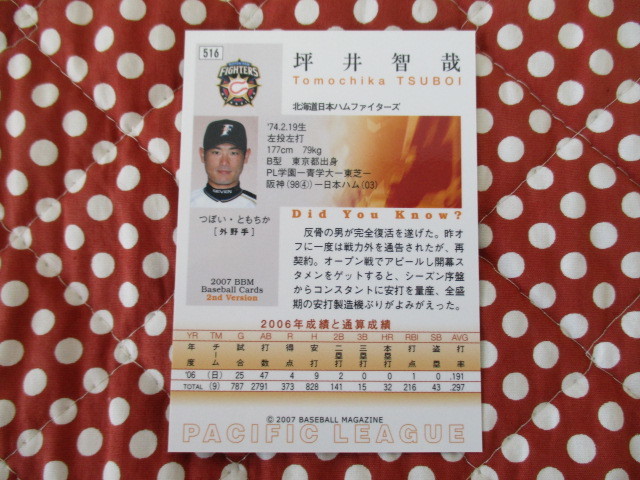 516
坪井智哉
Tomochika TSUBOI
FIGHTERS
北海道日本ハムファイターズ
'74.2.19生
左投左打
177cm 79kg
B型 東京都出身
PL学園ー青学大ー東芝ー
阪神(98④)ー日本ハム(03)
つぼい・ともちか
[外野手]
2007 BBM
Baseball Cards
2nd Version
Did You Know?
反骨の男が完全復活を遂げた。昨
オフに一度は戦力外を通告されたが、再
契約。オープン戦でアピールし開幕ス
タメンをゲットすると、シーズン序盤
からコンスタントに安打を量産、全盛
期の安打製造機ぶりがよみがえった。
2006年成績と通算成績
YR TM G AB R H 2B 3B HR RBI SB AVG
年度 チーム 試合 打数 得点 安打 二塁打 三塁打 本塁打 打点 盗塁 打率
'06 (日) 25 47 4 9 2 0 0 1 0 .191
TOTAL (9) 787 2791 373 828 141 15 32 216 43 .297
© 2007 BASEBALL MAGAZINE
PACIFIC LEAGUE